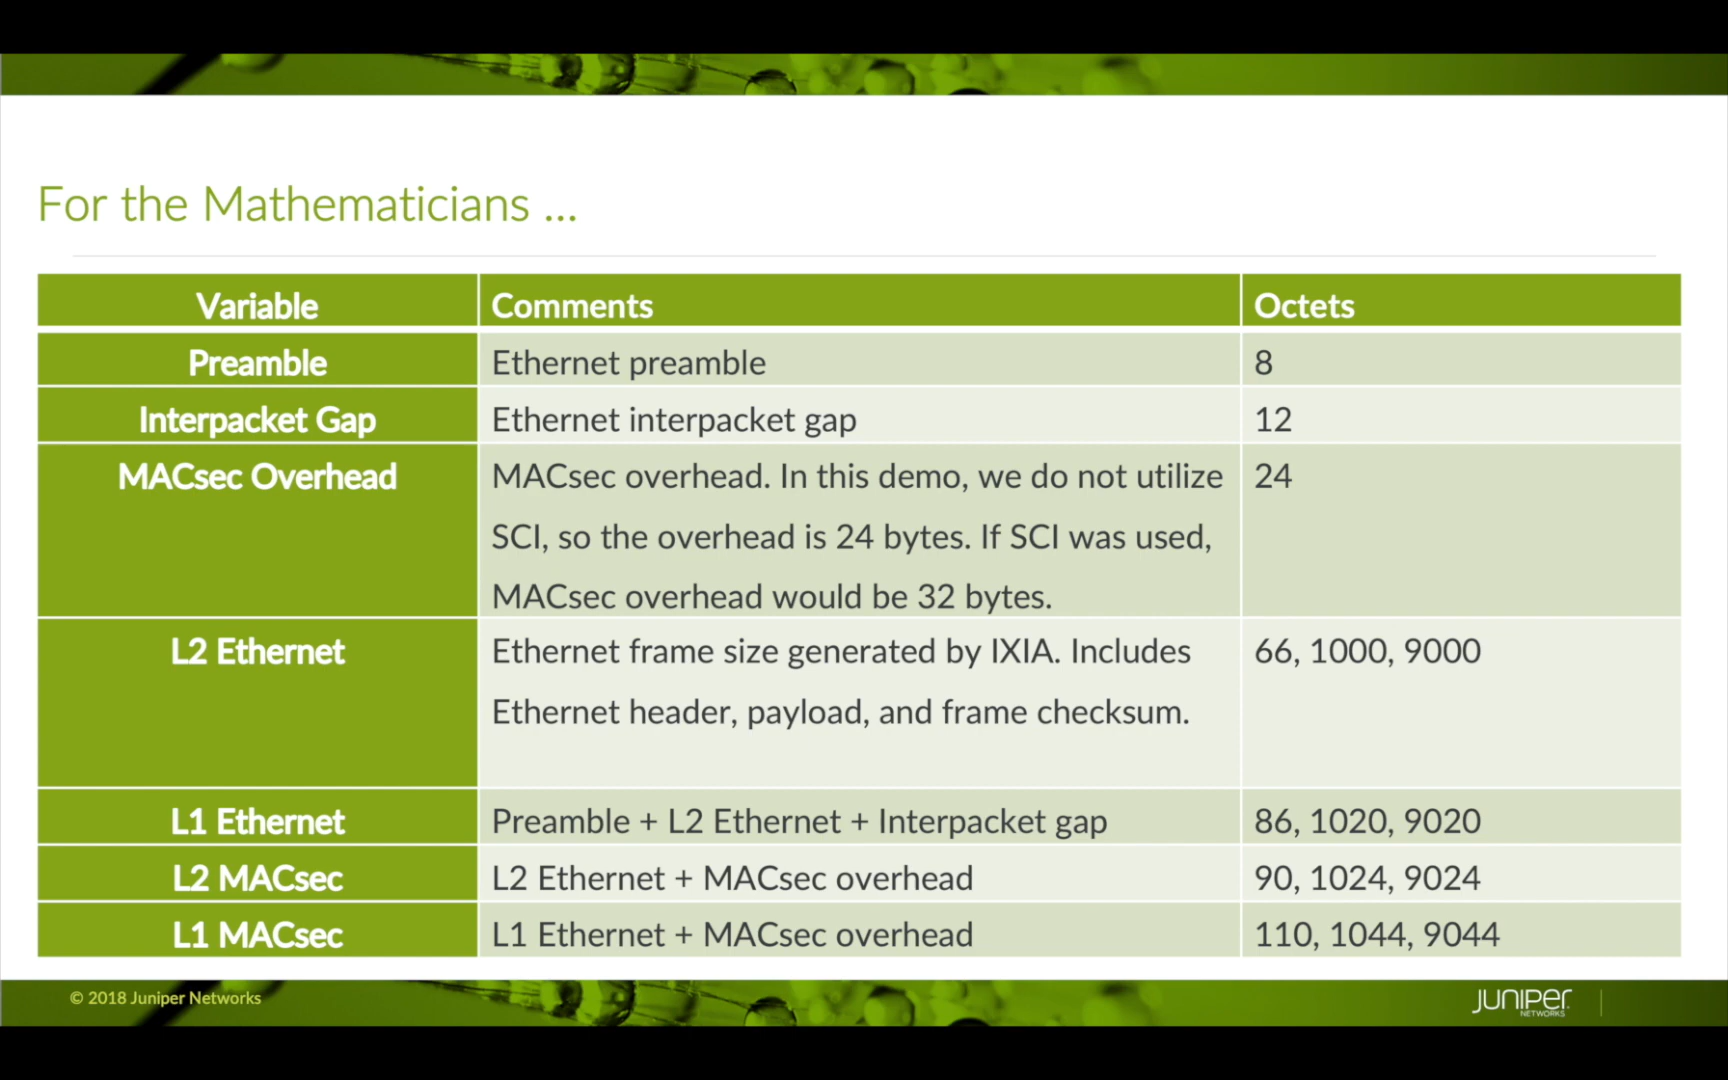 For the Mathematicians ...
Variable Comments Octets
Preamble Ethernet preamble 8
Interpacket Gap Ethernet interpacket gap 12
MACsec Overhead MACsec overhead. In this demo, we do not utilize 24
SCI, so the overhead is 24 bytes. If SCI was used,
MACsec overhead would be 32 bytes.
L2 Ethernet Ethernet frame size generated by IXIA. Includes 66, 1000, 9000
Ethernet header, payload, and frame checksum.
L1 Ethernet Preamble + L2 Ethernet + Interpacket gap 86, 1020, 9020
L2 MACsec L2 Ethernet + MACsec overhead 90, 1024, 9024
L1 MACsec L1 Ethernet + MACsec overhead 110, 1044, 9044
© 2018 Juniper Networks
JUNIPER
NETWORKS